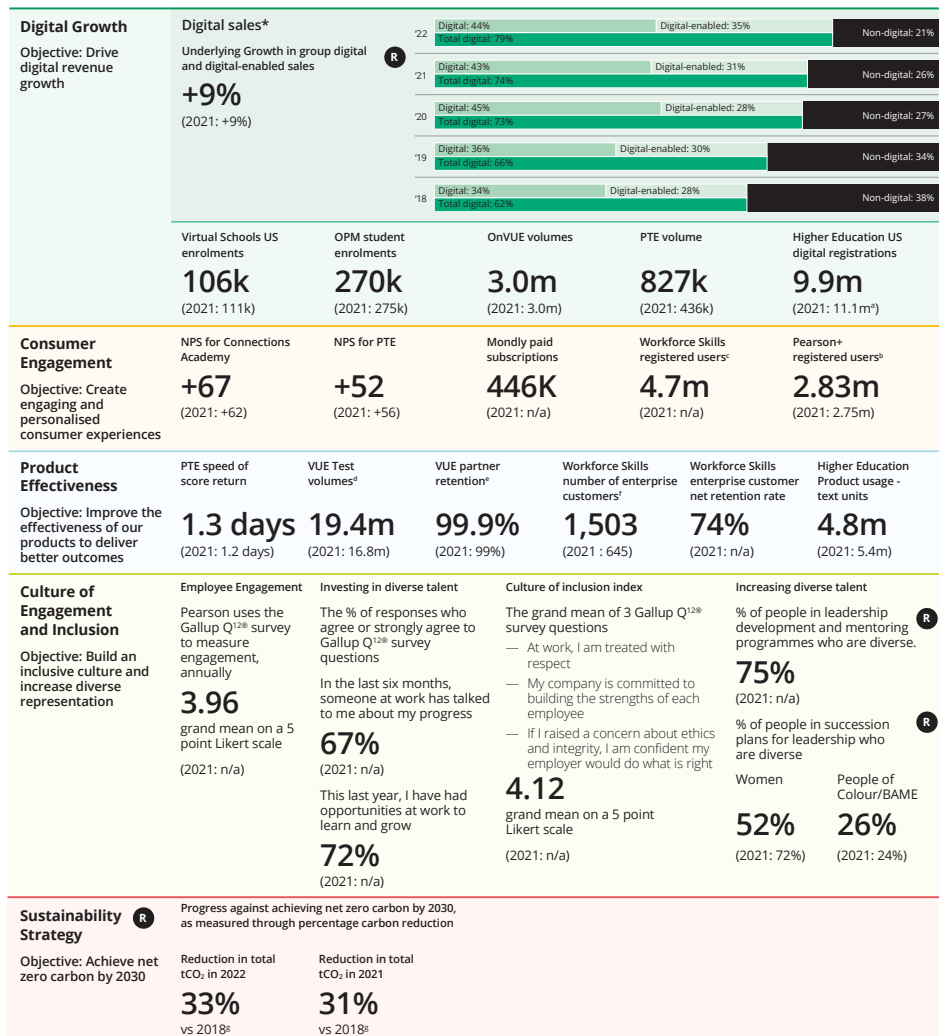 Digital Growth
Objective: Drive
digital revenue
growth
Digital sales*
Underlying Growth in group digital
and digital-enabled sales
R
+9%
(2021: +9%)
'22
Digital: 44%
Digital-enabled: 35%
Non-digital: 21%
Total digital: 79%
'21
Digital: 43%
Digital-enabled: 31%
Non-digital: 26%
Total digital: 74%
'20
Digital: 45%
Digital-enabled: 28%
Non-digital: 27%
Total digital: 73%
'19
Digital: 36%
Digital-enabled: 30%
Non-digital: 34%
Total digital: 66%
'18
Digital: 34%
Digital-enabled: 28%
Non-digital: 38%
Total digital: 62%
Virtual Schools US
enrolments
106k
(2021: 111k)
OPM student
enrolments
270k
(2021: 275k)
OnVUE volumes
3.0m
(2021: 3.0m)
PTE volume
827k
(2021: 436k)
Higher Education US
digital registrations
9.9m
(2021: 11.1mᵃ)
Consumer
Engagement
Objective: Create
engaging and
personalised
consumer experiences
NPS for Connections
Academy
+67
(2021: +62)
NPS for PTE
+52
(2021: +56)
Mondly paid
subscriptions
446K
(2021: n/a)
Workforce Skills
registered usersᶜ
4.7m
(2021: n/a)
Pearson+
registered usersᵇ
2.83m
(2021: 2.75m)
Product
Effectiveness
Objective: Improve the
effectiveness of our
products to deliver
better outcomes
PTE speed of
score return
1.3 days
(2021: 1.2 days)
VUE Test
volumesᵈ
19.4m
(2021: 16.8m)
VUE partner
retentionᵉ
99.9%
(2021: 99%)
Workforce Skills
number of enterprise
customersᶠ
1,503
(2021 : 645)
Workforce Skills
enterprise customer
net retention rate
74%
(2021: n/a)
Higher Education
Product usage -
text units
4.8m
(2021: 5.4m)
Culture of
Engagement
and Inclusion
Objective: Build an
inclusive culture and
increase diverse
representation
Employee Engagement
Pearson uses the
Gallup Q¹²® survey
to measure
engagement,
annually
3.96
grand mean on a 5
point Likert scale
(2021: n/a)
Investing in diverse talent
The % of responses who
agree or strongly agree to
Gallup Q¹²® survey
questions
In the last six months,
someone at work has talked
to me about my progress
67%
(2021: n/a)
This last year, I have had
opportunities at work to
learn and grow
72%
(2021: n/a)
Culture of inclusion index
The grand mean of 3 Gallup Q¹²®
survey questions
— At work, I am treated with
respect
— My company is committed to
building the strengths of each
employee
— If I raised a concern about ethics
and integrity, I am confident my
employer would do what is right
4.12
grand mean on a 5 point
Likert scale
(2021: n/a)
Increasing diverse talent
% of people in leadership
development and mentoring
programmes who are diverse.
R
75%
(2021: n/a)
% of people in succession
plans for leadership who
are diverse
R
Women
52%
(2021: 72%)
People of
Colour/BAME
26%
(2021: 24%)
Sustainability
Strategy
R
Objective: Achieve net
zero carbon by 2030
Progress against achieving net zero carbon by 2030,
as measured through percentage carbon reduction
Reduction in total
tCO₂ in 2022
33%
vs 2018ᵍ
Reduction in total
tCO₂ in 2021
31%
vs 2018ᵍ